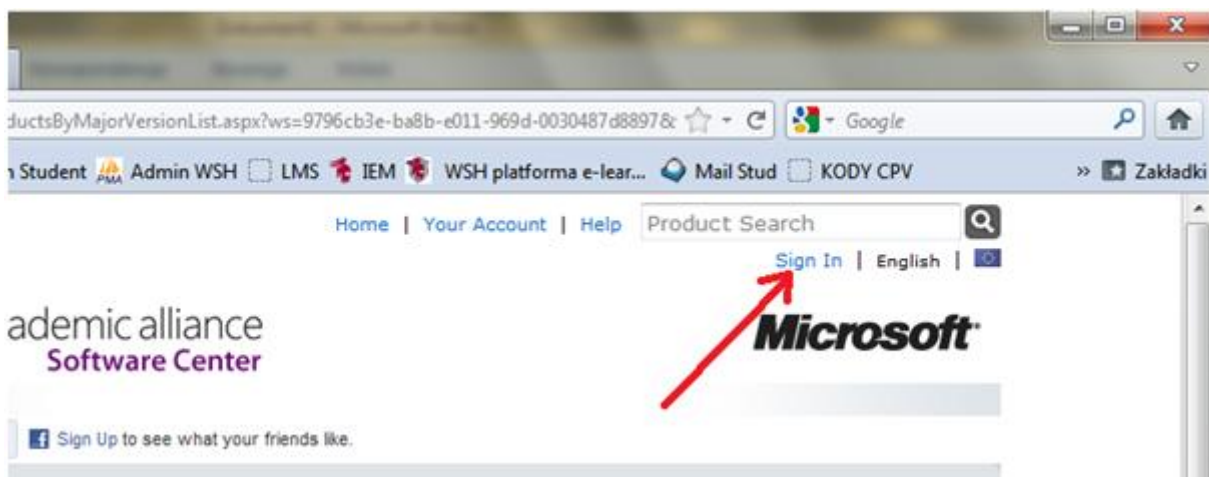 ductsByMajorVersionList.aspx?ws=9796cb3e-ba8b-e011-969d-0030487d8897& Google
Student Admin WSH LMS IEM WSH platforma e-lear... Mail Stud KODY CPV » Zakładki
Home | Your Account | Help Product Search
Sign In | English |
ademic alliance
Software Center
Microsoft
Sign Up to see what your friends like.